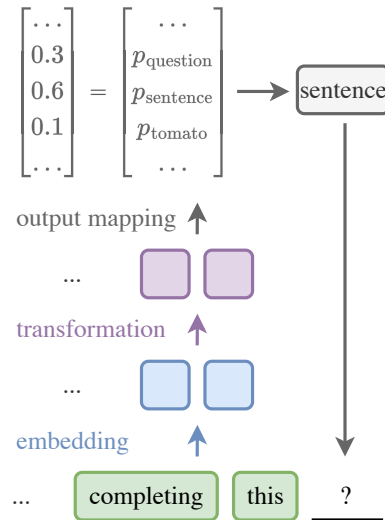 ... ...
0.3 p_question
0.6 = p_sentence → sentence
0.1 p_tomato
... ...
output mapping
...
transformation
...
embedding
... completing this ?